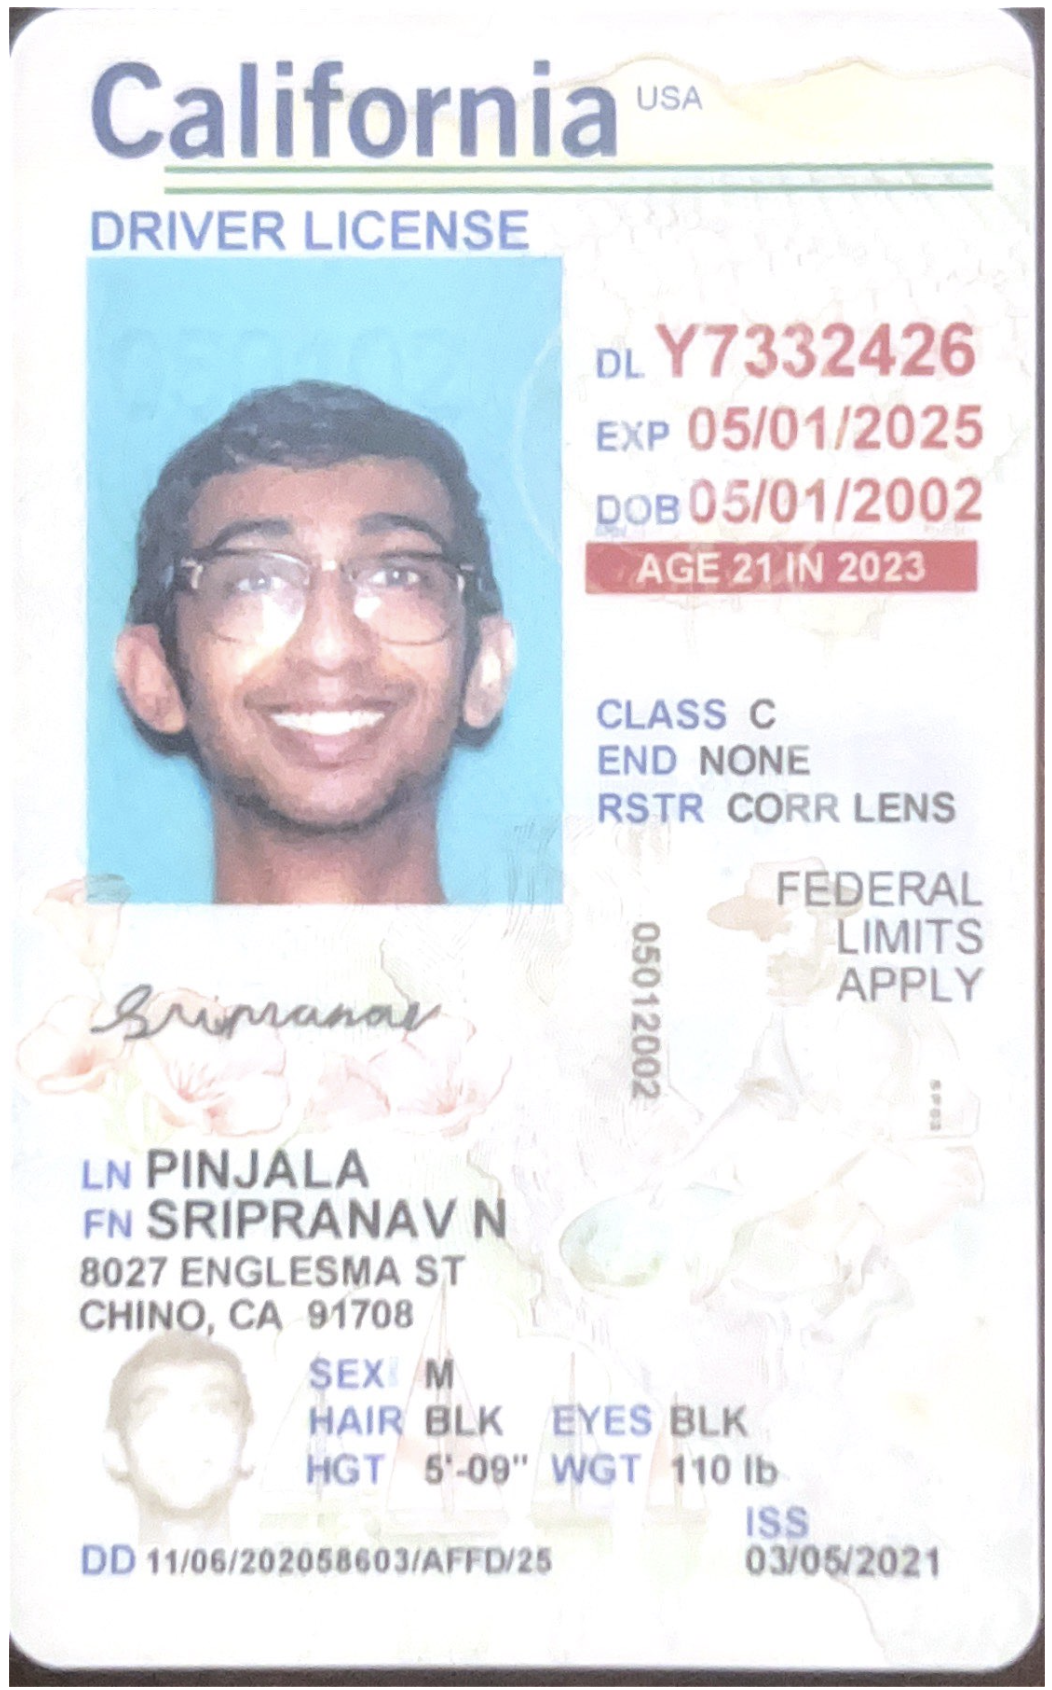 California USA
DRIVER LICENSE
DL Y7332426
EXP 05/01/2025
DOB 05/01/2002
AGE 21 IN 2023
CLASS C
END NONE
RSTR CORR LENS
FEDERAL
LIMITS
APPLY
05012002
Sripranav
LN PINJALA
FN SRIPRANAV N
8027 ENGLESMA ST
CHINO, CA 91708
SEX M
HAIR BLK EYES BLK
HGT 5'-09" WGT 110 lb
ISS
DD 11/06/202058603/AFFD/25 03/05/2021